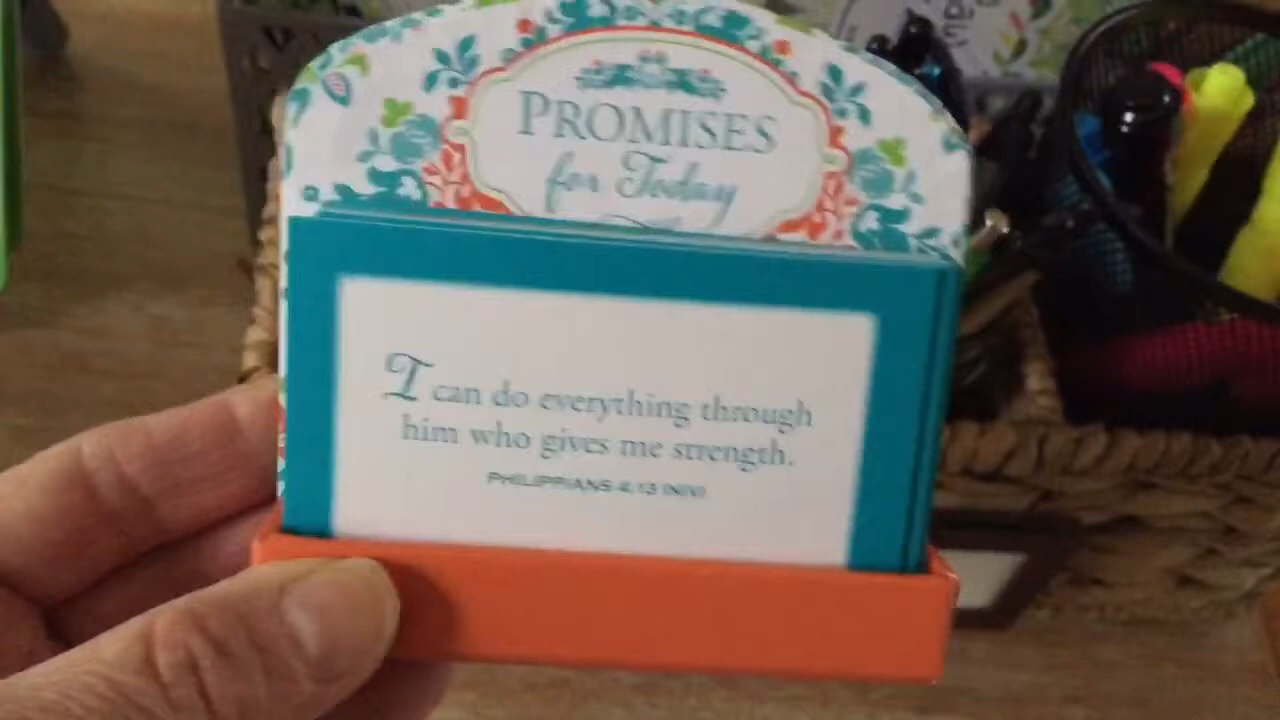 PROMISES
for Today
I can do everything through
him who gives me strength.
PHILIPPIANS 4:13 (NIV)